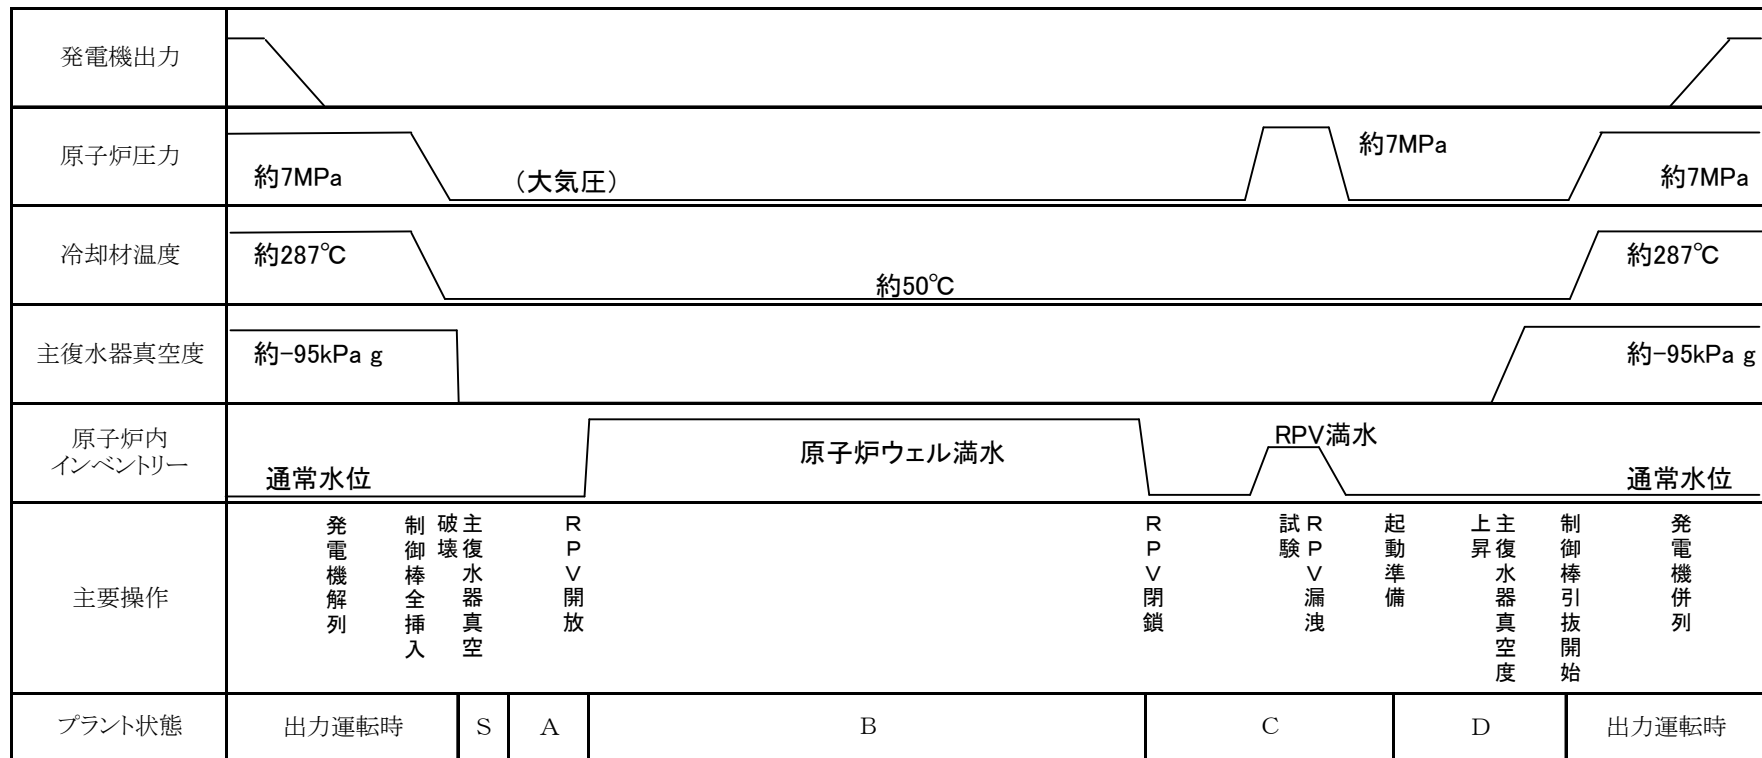 発電機出力
原子炉圧力
約7MPa
（大気圧）
約7MPa
約7MPa
冷却材温度
約287℃
約50℃
約287℃
主復水器真空度
約-95kPa g
約-95kPa g
原子炉内
インベントリー
通常水位
原子炉ウェル満水
RPV満水
通常水位
主要操作
発電機解列
制御棒全挿入
主復水器真空
破壊
ＲＰＶ開放
ＲＰＶ閉鎖
ＲＰＶ漏洩
試験
起動準備
主復水器真空度
上昇
制御棒引抜開始
発電機併列
プラント状態
出力運転時
S
A
B
C
D
出力運転時